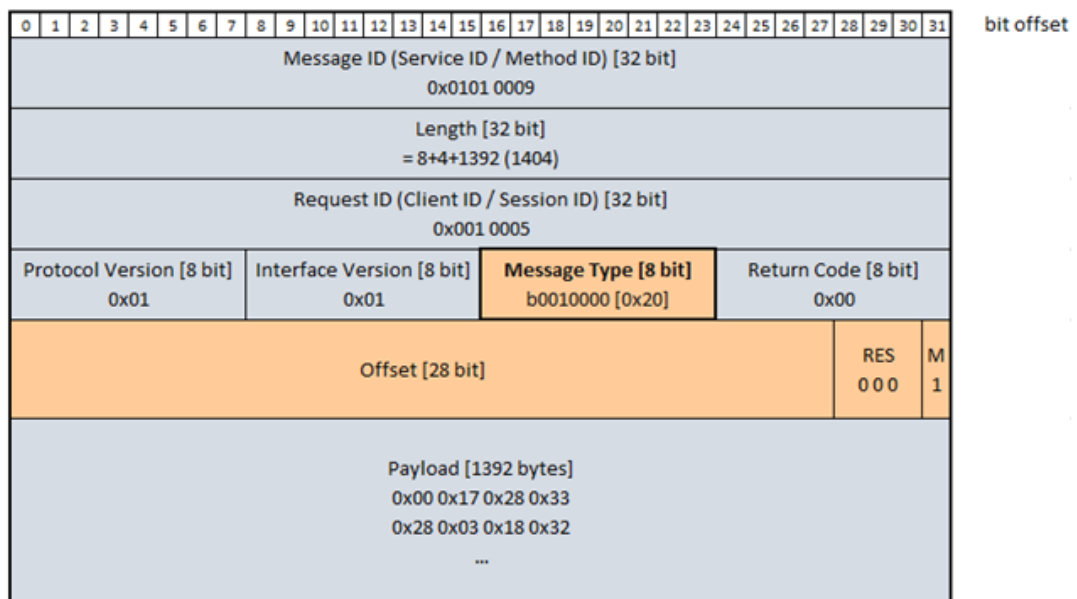 0 1 2 3 4 5 6 7 8 9 10 11 12 13 14 15 16 17 18 19 20 21 22 23 24 25 26 27 28 29 30 31 bit offset
Message ID (Service ID / Method ID) [32 bit]
0x0101 0009
Length [32 bit]
= 8+4+1392 (1404)
Request ID (Client ID / Session ID) [32 bit]
0x001 0005
Protocol Version [8 bit] Interface Version [8 bit] Message Type [8 bit] Return Code [8 bit]
0x01 0x01 b0010000 [0x20] 0x00
Offset [28 bit] RES M
0 0 0 1
Payload [1392 bytes]
0x00 0x17 0x28 0x33
0x28 0x03 0x18 0x32
...